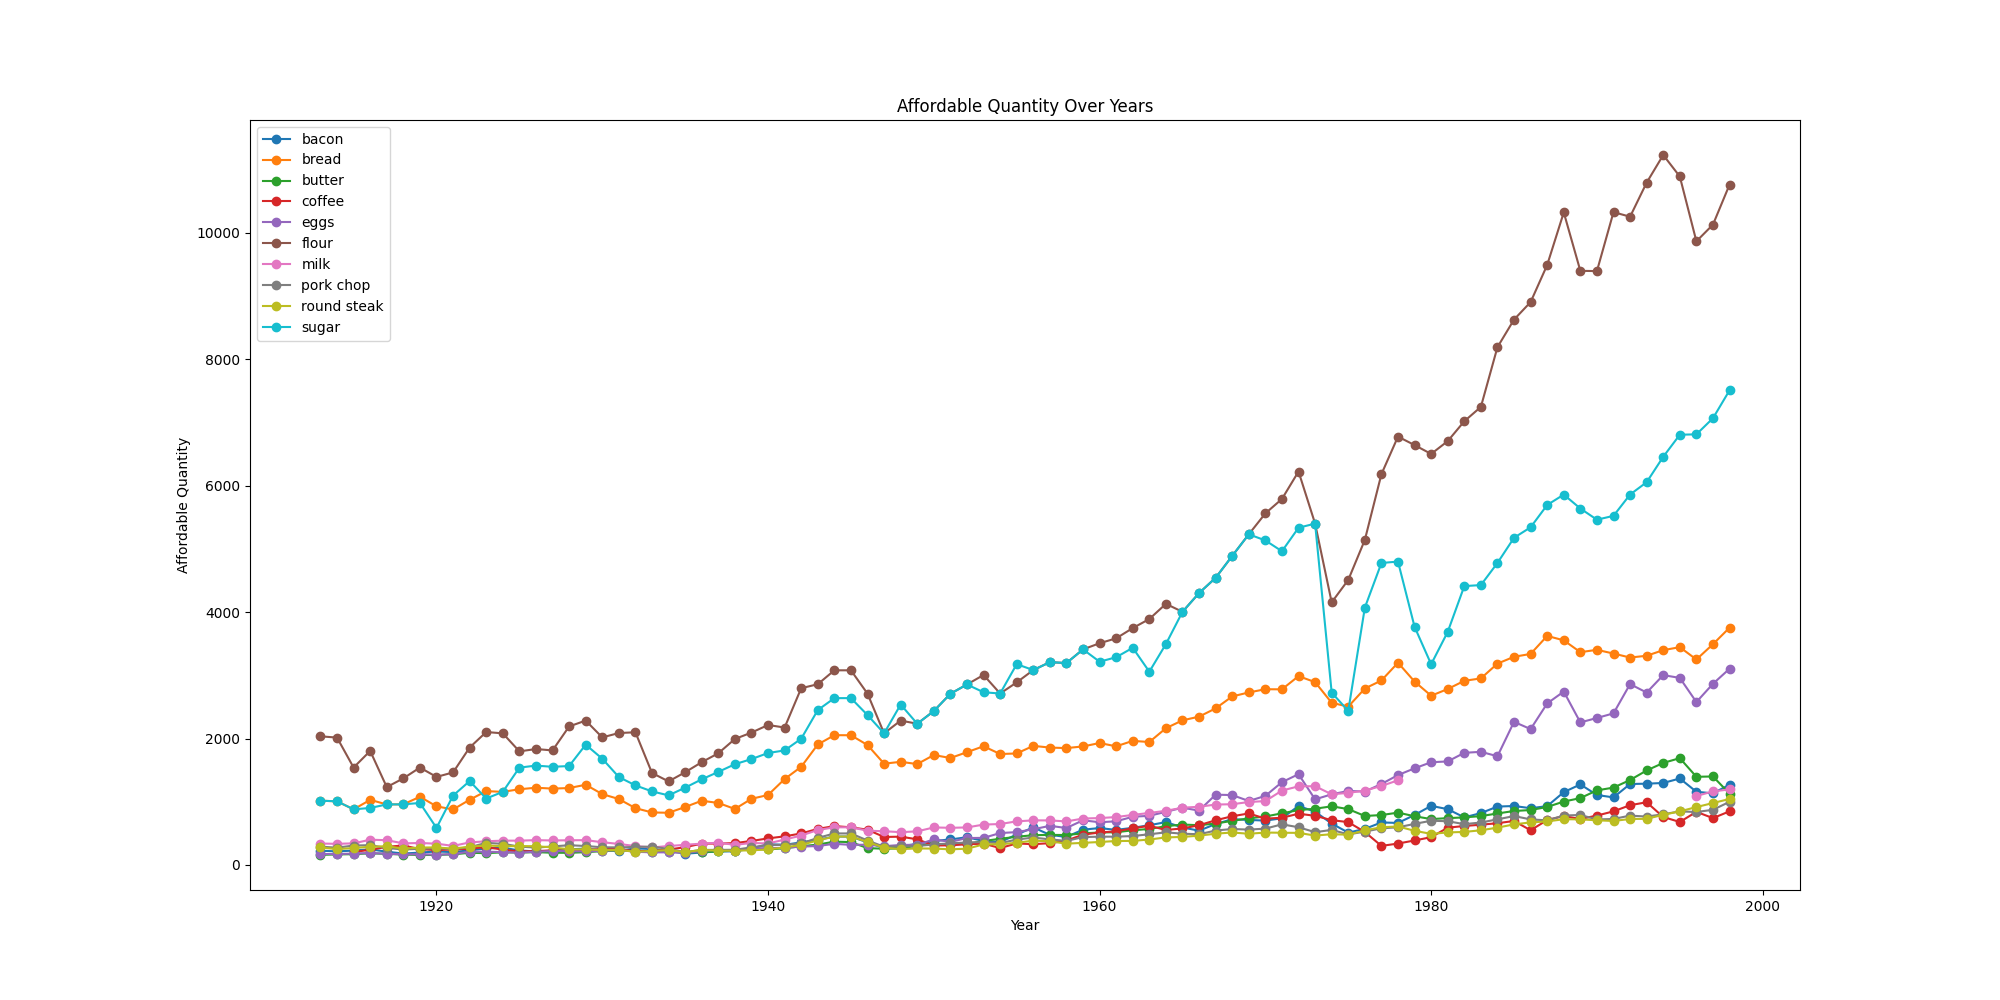 Affordable Quantity Over Years
bacon
bread
butter
coffee
eggs
flour
milk
pork chop
round steak
sugar
Affordable Quantity
10000
8000
6000
4000
2000
0
1920
1940
1960
1980
2000
Year